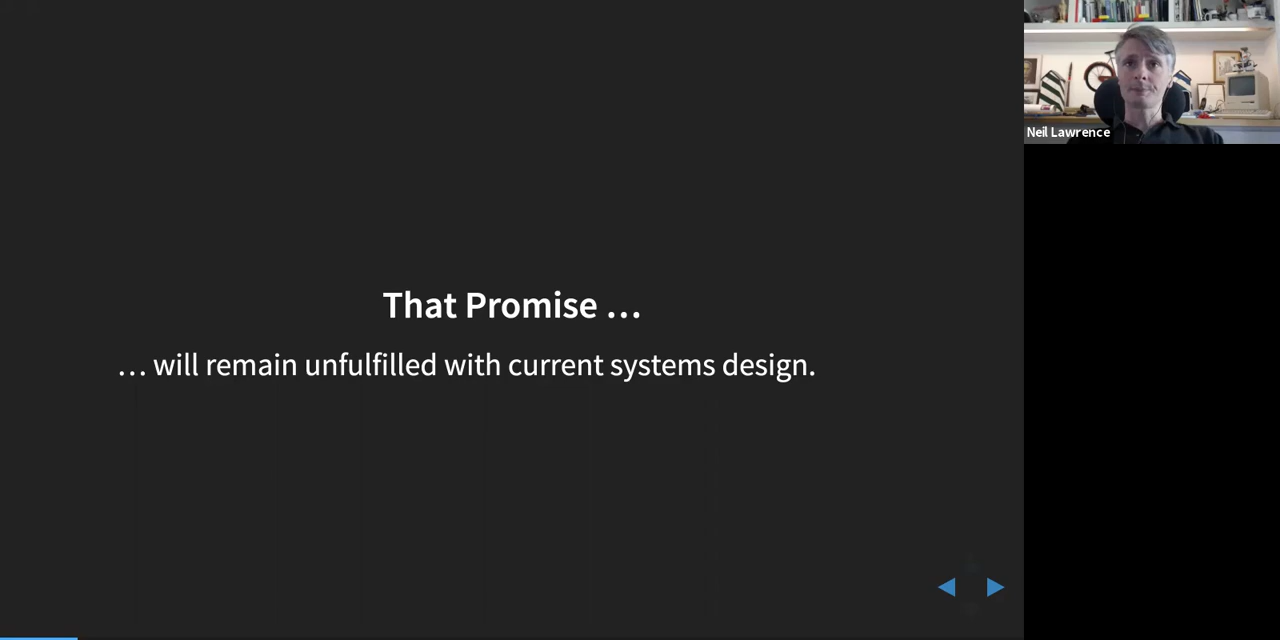 That Promise …
… will remain unfulfilled with current systems design.
Neil Lawrence